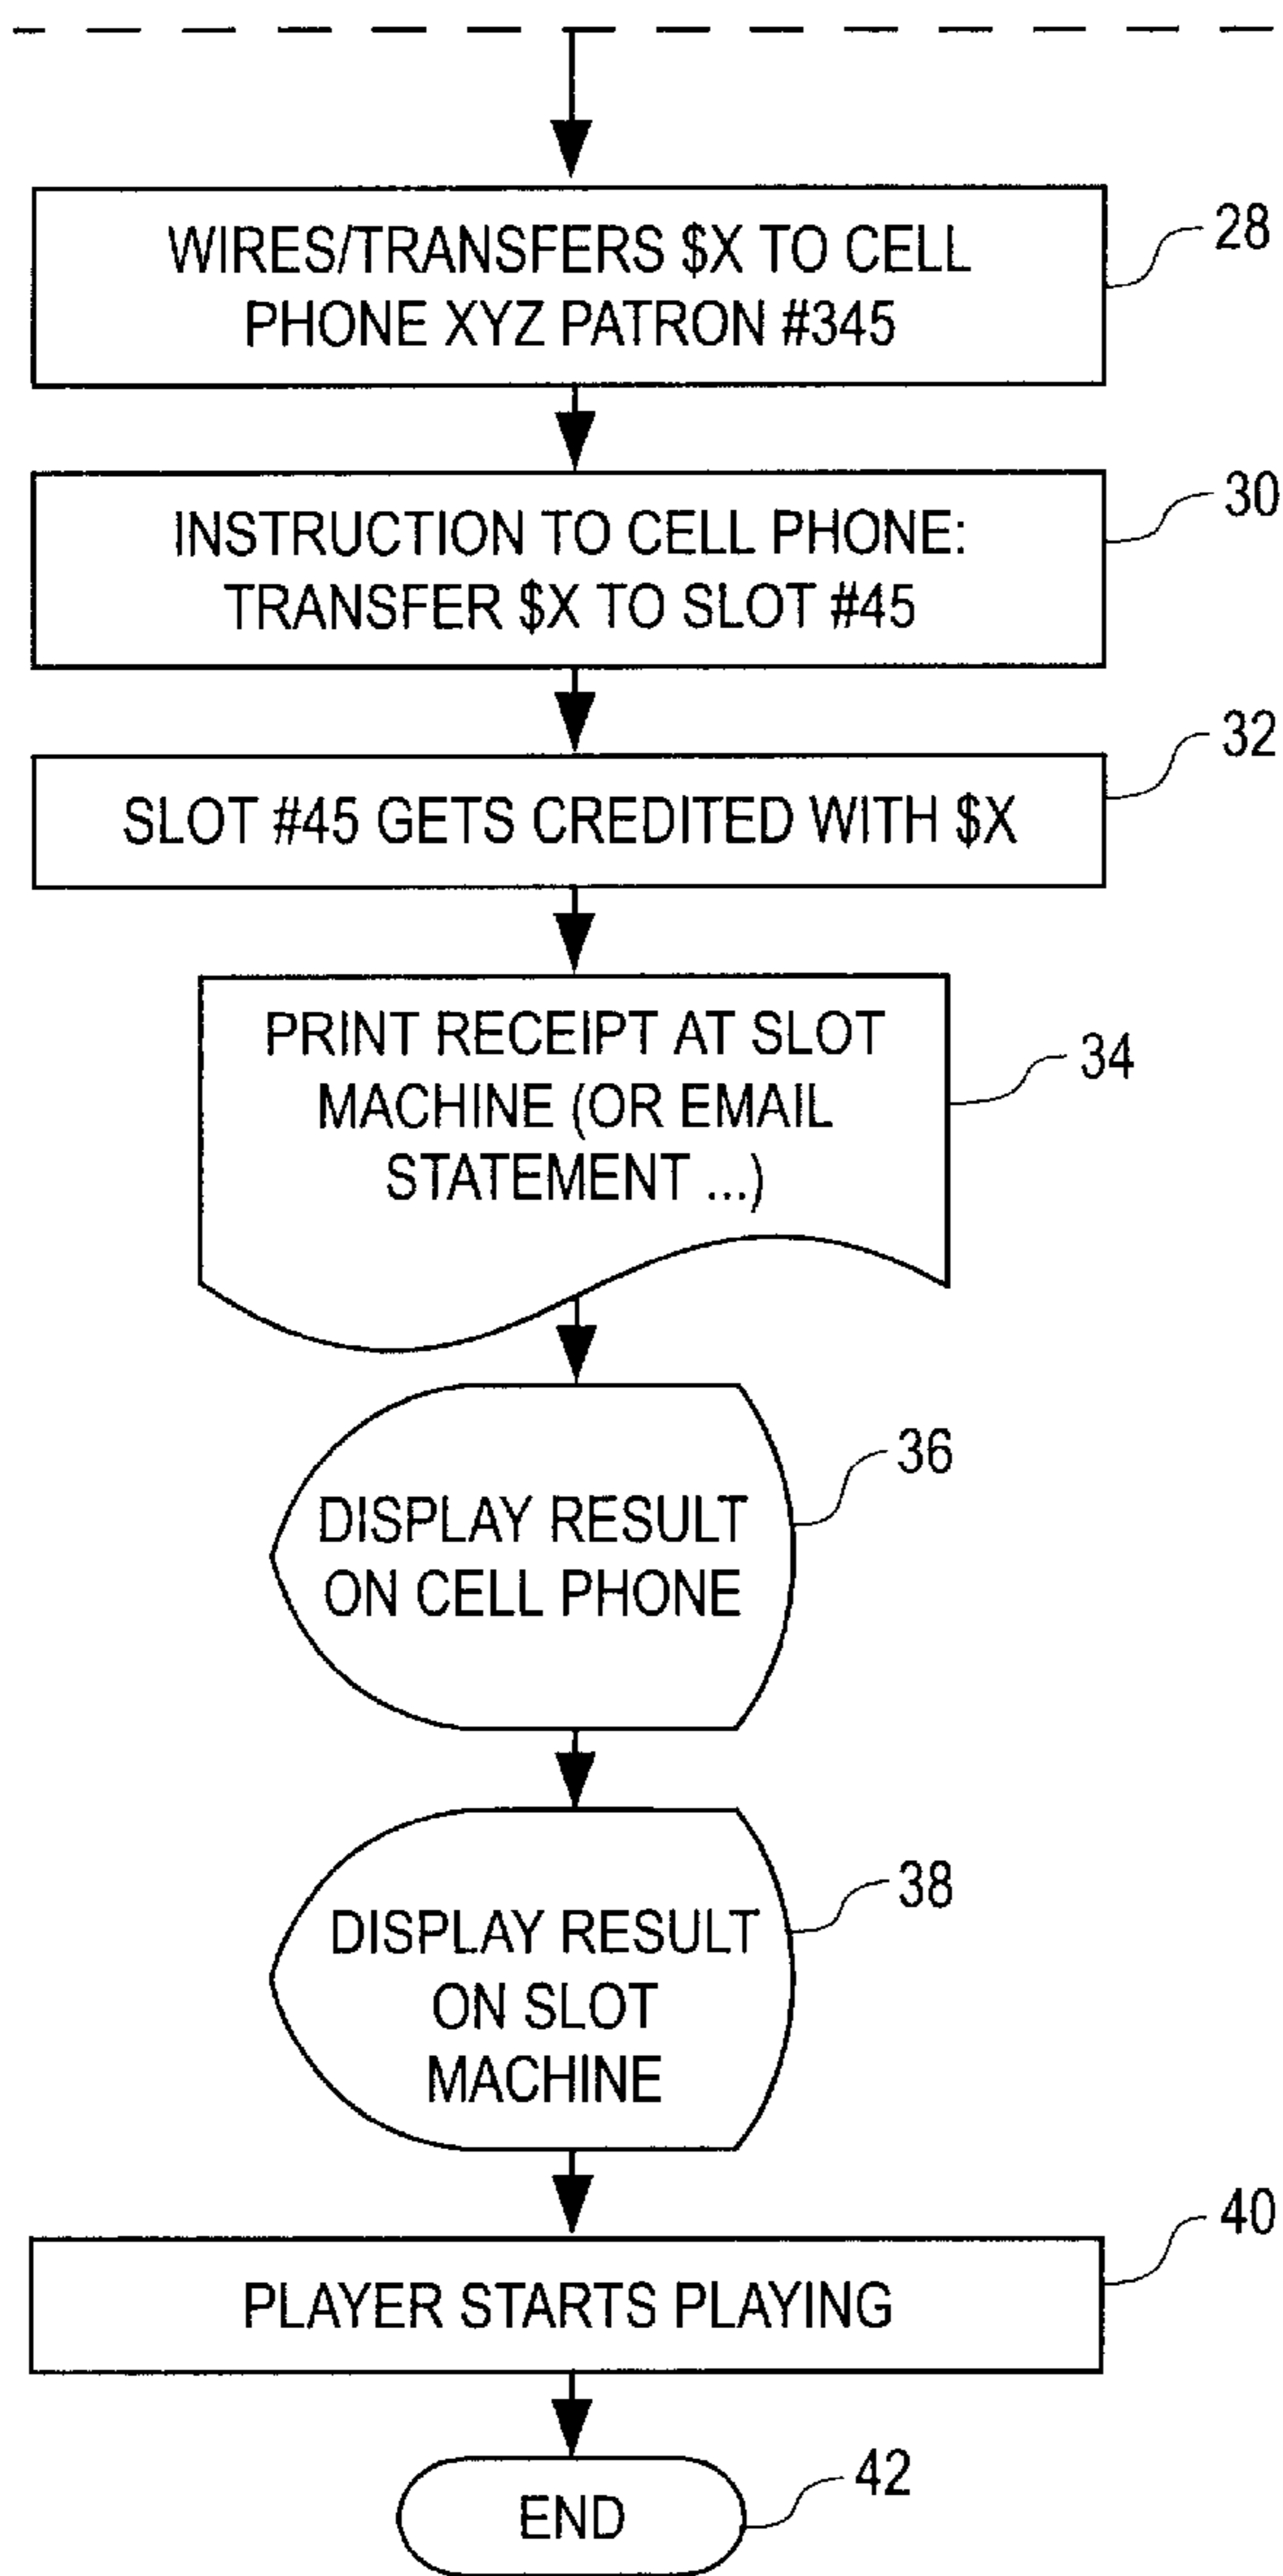 WIRES/TRANSFERS $X TO CELL
PHONE XYZ PATRON #345
28
INSTRUCTION TO CELL PHONE:
TRANSFER $X TO SLOT #45
30
SLOT #45 GETS CREDITED WITH $X
32
PRINT RECEIPT AT SLOT
MACHINE (OR EMAIL
STATEMENT ...)
34
DISPLAY RESULT
ON CELL PHONE
36
DISPLAY RESULT
ON SLOT
MACHINE
38
PLAYER STARTS PLAYING
40
END
42